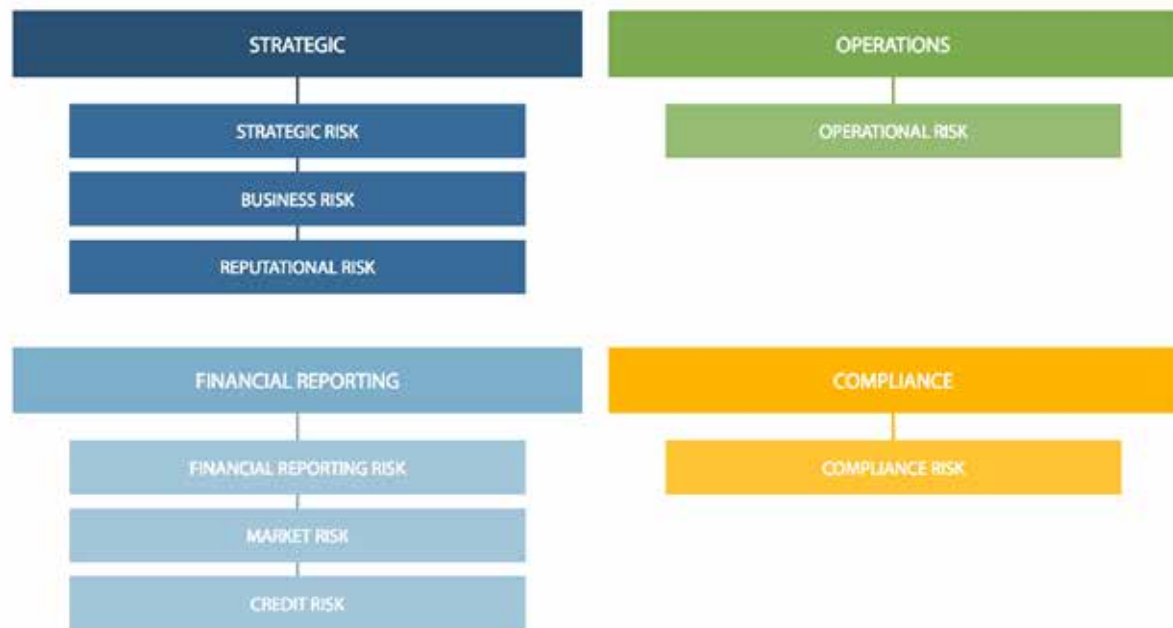 STRATEGIC
STRATEGIC RISK
BUSINESS RISK
REPUTATIONAL RISK
OPERATIONS
OPERATIONAL RISK
FINANCIAL REPORTING
FINANCIAL REPORTING RISK
MARKET RISK
CREDIT RISK
COMPLIANCE
COMPLIANCE RISK